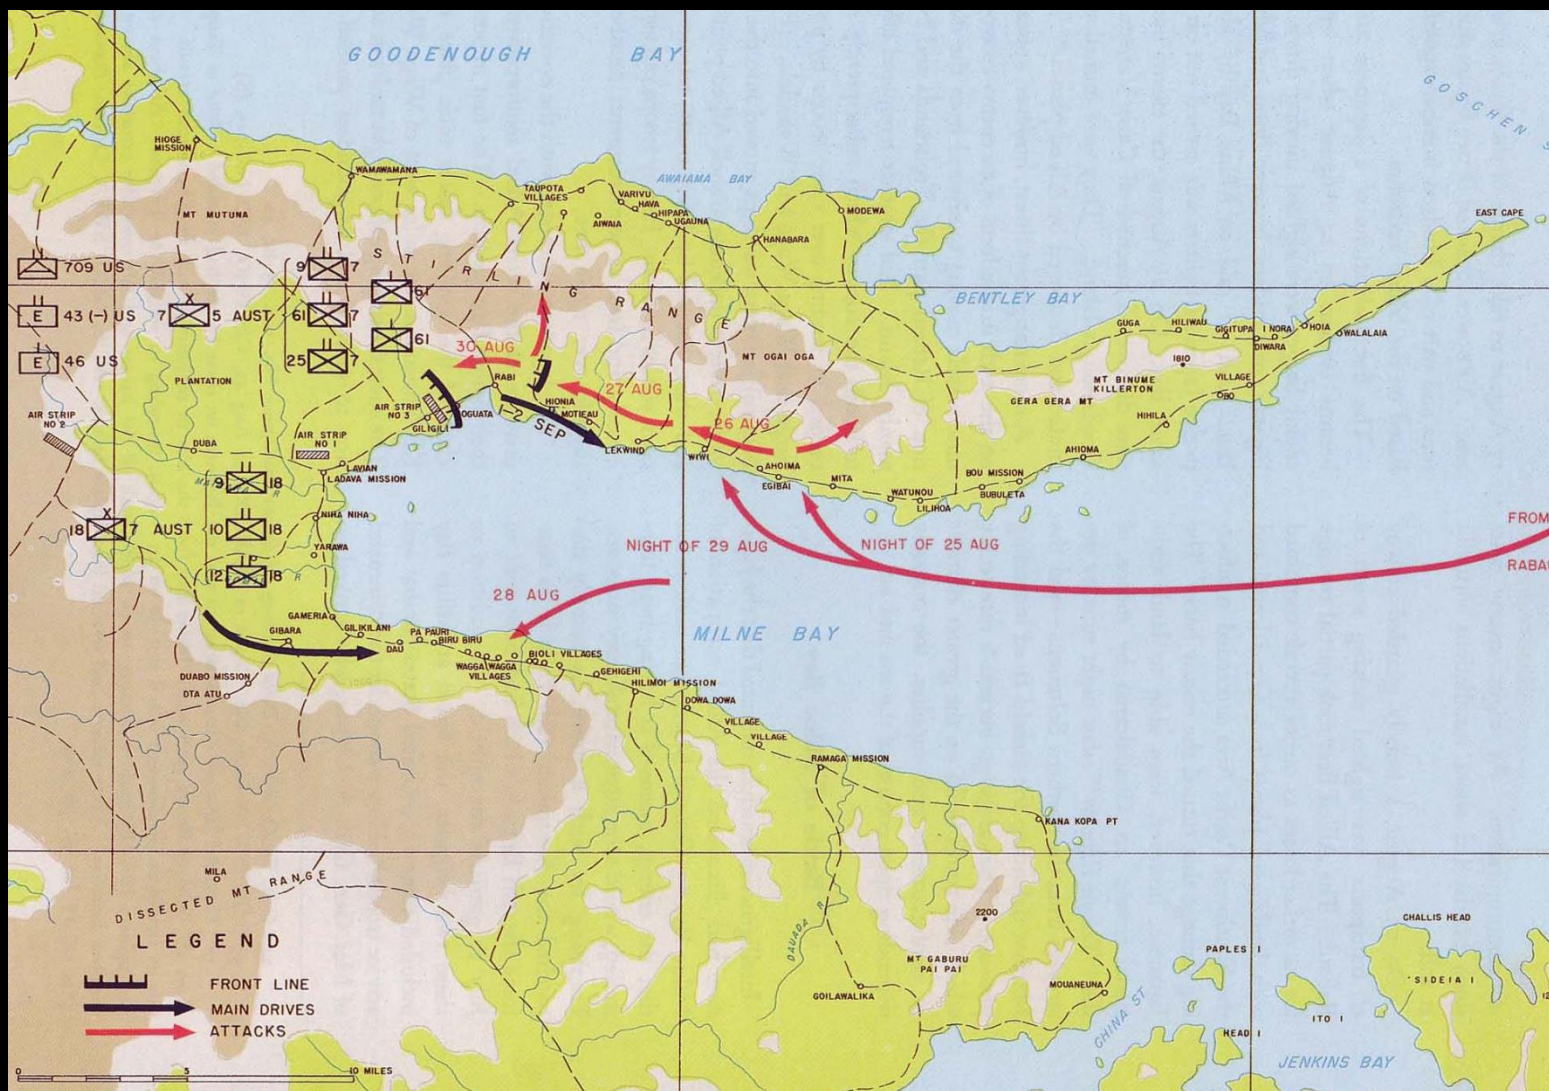 GOODENOUGH BAY
GOSCHEN
HIOGE
MISSION
WAMAWAMANA
TAUPOTA
VILLAGES
AWAIAMA BAY
VARIVU
HAVA
HIPAPA
UGAUNA
AIWAIA
MODEWA
HANABARA
EAST CAPE
MT MUTUNA
STIRLING RANGE
BENTLEY BAY
709 US
43 (-) US
E
46 US
E
7 5 AUST
9 7
61 7
25 7
61
61
PLANTATION
AIR STRIP
NO 2
AIR STRIP
NO 3
AIR STRIP
NO 1
DUBA
GILIGILI
OGUATA
RABI
30 AUG
27 AUG
26 AUG
1-2 SEP
HIONIA
MOTIEAU
LEKWIND
WIWI
MT OGAI OGA
AHOIMA
EGIBAI
MITA
WATUNOU
LILIHOA
BOU MISSION
BUBULETA
AHIOMA
HIHILA
BO
VILLAGE
GUGA
HILIWAU
GIGITUPA
I NORA
DIWARA
HOIA
WALALAIA
1810
MT BINUME
KILLERTON
GERA GERA MT
LAVIAN
LADAVA MISSION
NIHA NIHA
YARAWA
9 18
18 7 AUST
10 18
12 18
NIGHT OF 29 AUG
NIGHT OF 25 AUG
FROM
28 AUG
MILNE BAY
GAMERIA
GILIKILANI
GIBARA
DAU
PA PAURI
BIRU BIRU
WAGGA WAGGA
VILLAGES
BIOLI VILLAGES
GEHIGEHI
HILIMOI MISSION
DUABO MISSION
DTA ATU
DOWA DOWA
VILLAGE
VILLAGE
RAMAGA MISSION
KANA KOPA PT
MILA
DISSECTED MT RANGE
DAUADA R
2200
MT GABURU
PAI PAI
GOILAWALIKA
MOUANEUNA
CHINA ST
CHALLIS HEAD
PAPLES I
SIDEIA I
ITO I
HEAD I
JENKINS BAY
LEGEND
FRONT LINE
MAIN DRIVES
ATTACKS
0 5 10 MILES